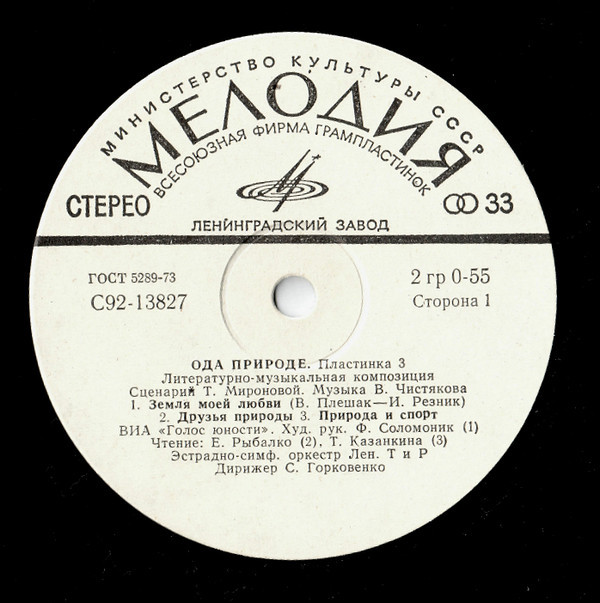 МИНИСТЕРСТВО КУЛЬТУРЫ СССР
МЕЛОДИЯ
ВСЕСОЮЗНАЯ ФИРМА ГРАМПЛАСТИНОК
СТЕРЕО
33
ЛЕНИНГРАДСКИЙ ЗАВОД
ГОСТ 5289-73
С92-13827
2 гр 0-55
Сторона 1
ОДА ПРИРОДЕ. Пластинка 3
Литературно-музыкальная композиция
Сценарий Т. Мироновой. Музыка В. Чистякова
1. Земля моей любви (В. Плешак—И. Резник)
2. Друзья природы 3. Природа и спорт
ВИА «Голос юности». Худ. рук. Ф. Соломоник (1)
Чтение: Е. Рыбалко (2), Т. Казанкина (3)
Эстрадно-симф. оркестр Лен. Т и Р
Дирижер С. Горковенко